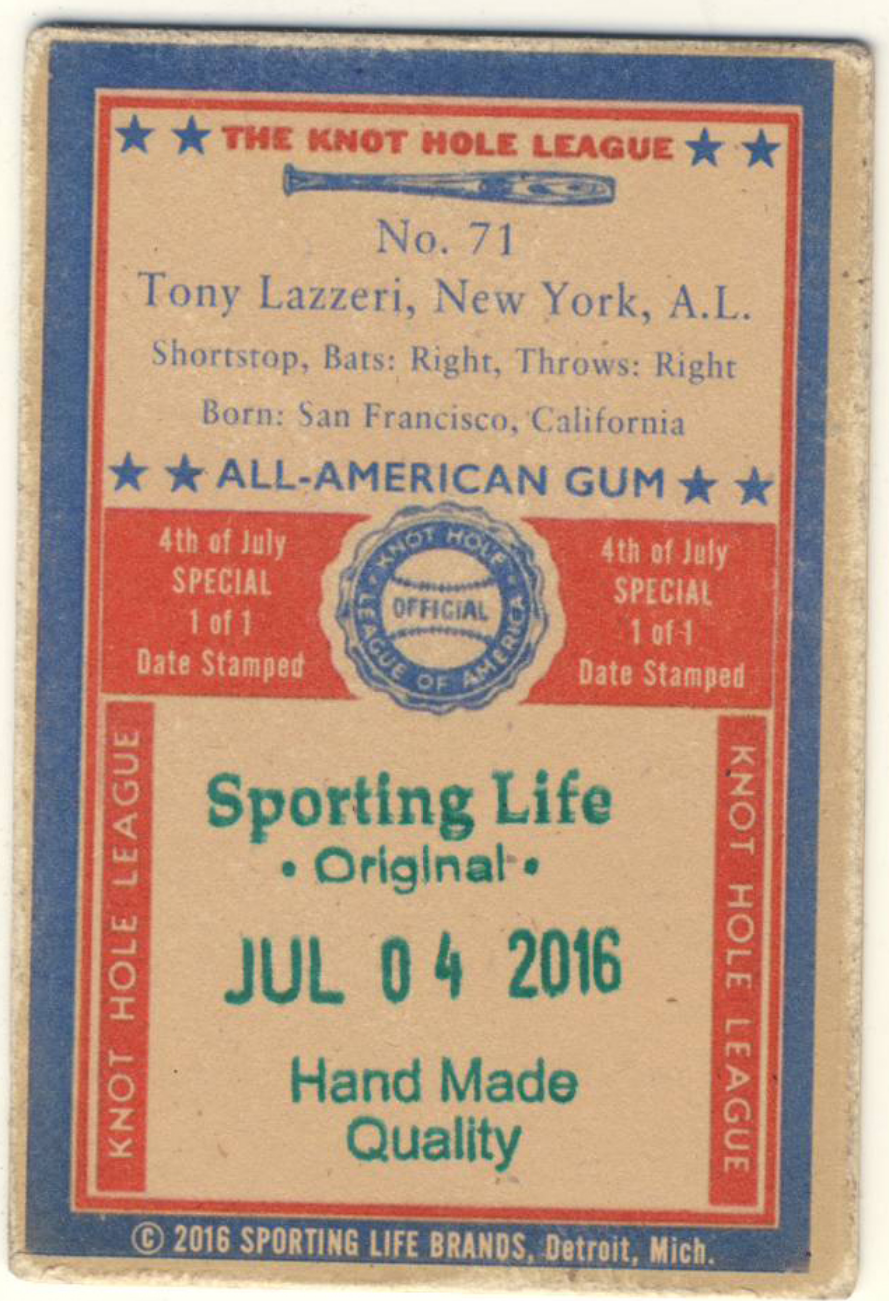 THE KNOT HOLE LEAGUE
No. 71
Tony Lazzeri, New York, A.L.
Shortstop, Bats: Right, Throws: Right
Born: San Francisco, California
ALL-AMERICAN GUM
4th of July
SPECIAL
1 of 1
Date Stamped
KNOT HOLE
LEAGUE OF AMERICA
OFFICIAL
4th of July
SPECIAL
1 of 1
Date Stamped
KNOT HOLE LEAGUE
Sporting Life
• Original •
JUL 04 2016
Hand Made
Quality
KNOT HOLE LEAGUE
© 2016 SPORTING LIFE BRANDS, Detroit, Mich.